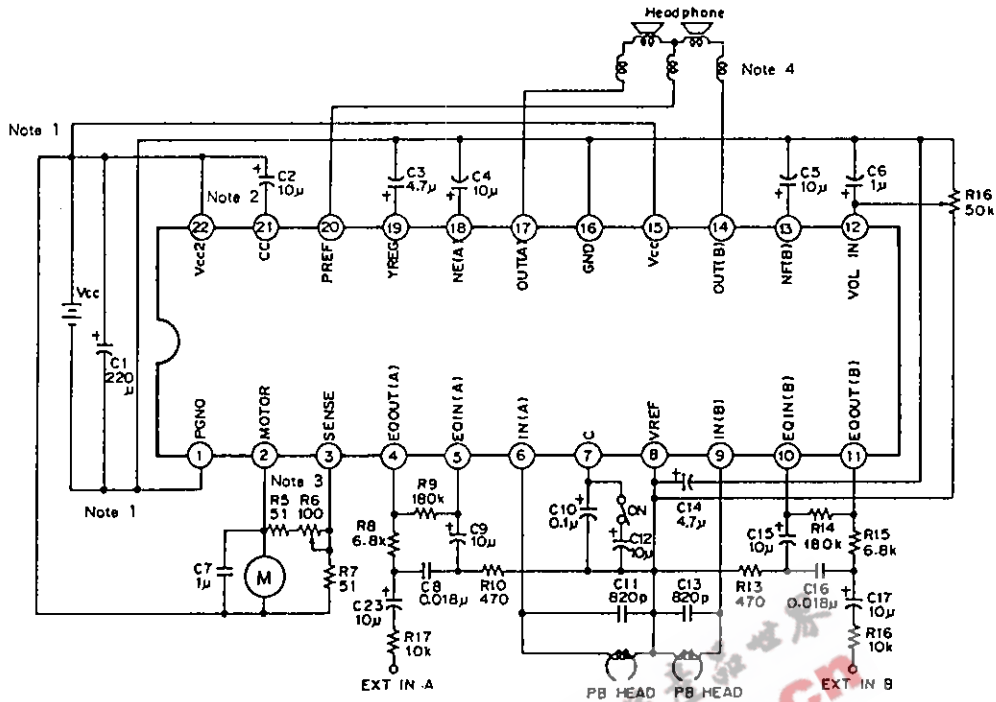 Headphone
Note 4
Note 1
C2
10μ
Note 2
C3
4.7μ
C4
10μ
C5
10μ
C6
1μ
R16
50k
22
21
20
19
18
17
16
15
14
13
12
Vcc2
CC
PREF
YREG
NE(A)
OUT(A)
GND
Vcc
OUT(B)
NF(B)
VOL IN
Vcc
C1
220
μ
PGNO
MOTOR
SENSE
EQOUT(A)
EQIN(A)
IN(A)
C
VREF
IN(B)
EQIN(B)
EQOUT(B)
1
2
3
4
5
6
7
8
9
10
11
Note 1
Note 3
R5
51
R6
100
R9
180k
R8
6.8k
C9
10μ
C10
0.1μ
ON
C12
10μ
C14
4.7μ
C15
10μ
R14
180k
R15
6.8k
C7
1μ
M
R7
51
C8
0.018μ
R10
470
C11
820p
C13
820p
R13
470
C16
0.018μ
C17
10μ
C23
10μ
R17
10k
R16
10k
EXT IN A
PB HEAD
PB HEAD
EXT IN B